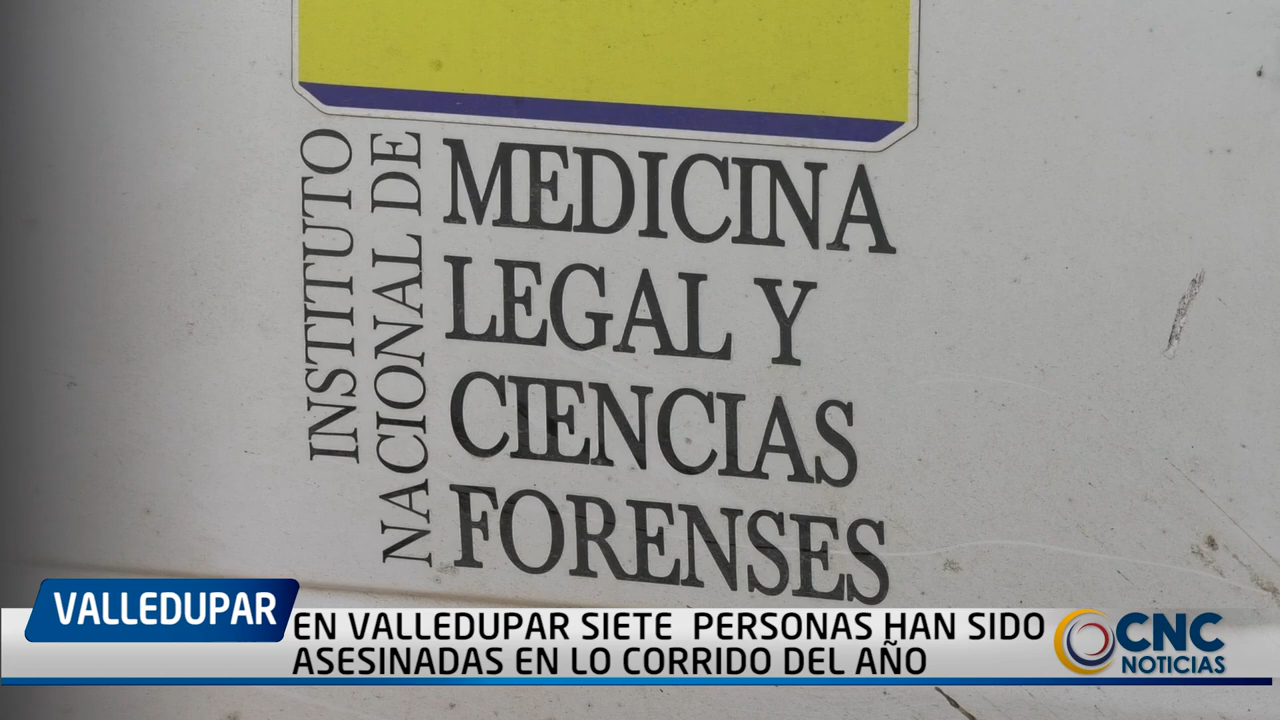 INSTITUTO
NACIONAL DE
MEDICINA
LEGAL Y
CIENCIAS
FORENSES
VALLEDUPAR
EN VALLEDUPAR SIETE PERSONAS HAN SIDO
ASESINADAS EN LO CORRIDO DEL AÑO
CNC
NOTICIAS